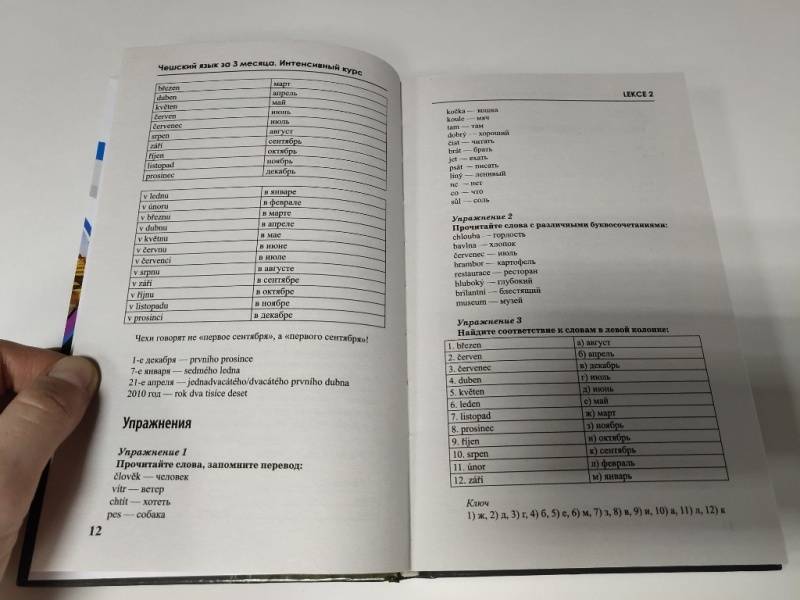 Чешский язык за 3 месяца. Интенсивный курс
březen март
duben апрель
květen май
červen июнь
červenec июль
srpen август
září сентябрь
říjen октябрь
listopad ноябрь
prosinec декабрь
v lednu в январе
v únoru в феврале
v březnu в марте
v dubnu в апреле
v květnu в мае
v červnu в июне
v červenci в июле
v srpnu в августе
v září в сентябре
v říjnu в октябре
v listopadu в ноябре
v prosinci в декабре
Чехи говорят не «первое сентября», а «первого сентября»!
1-е декабря — prvního prosince
7-е января — sedmého ledna
21-е апреля — jednadvacátého/dvacátého prvního dubna
2010 год — rok dva tisíce deset
Упражнения
Упражнение 1
Прочитайте слова, запомните перевод:
člověk — человек
vítr — ветер
chtít — хотеть
pes — собака
12
LEKCE 2
kočka — кошка
koule — мяч
tam — там
dobrý — хороший
číst — читать
brát — брать
jet — ехать
psát — писать
líný — ленивый
nic — нет
co — что
sůl — соль
Упражнение 2
Прочитайте слова с различными буквосочетаниями:
chlouba — гордость
bavlna — хлопок
červenec — июль
brambor — картофель
restaurace — ресторан
hluboký — глубокий
brilantní — блестящий
museum — музей
Упражнение 3
Найдите соответствие к словам в левой колонке:
1. březen а) август
2. červen б) апрель
3. červenec в) декабрь
4. duben г) июль
5. květen д) июнь
6. leden е) май
7. listopad ж) март
8. prosinec з) ноябрь
9. říjen и) октябрь
10. srpen к) сентябрь
11. únor л) февраль
12. září м) январь
Ключ
1) ж, 2) д, 3) г, 4) б, 5) е, 6) м, 7) з, 8) в, 9) и, 10) а, 11) л, 12) к